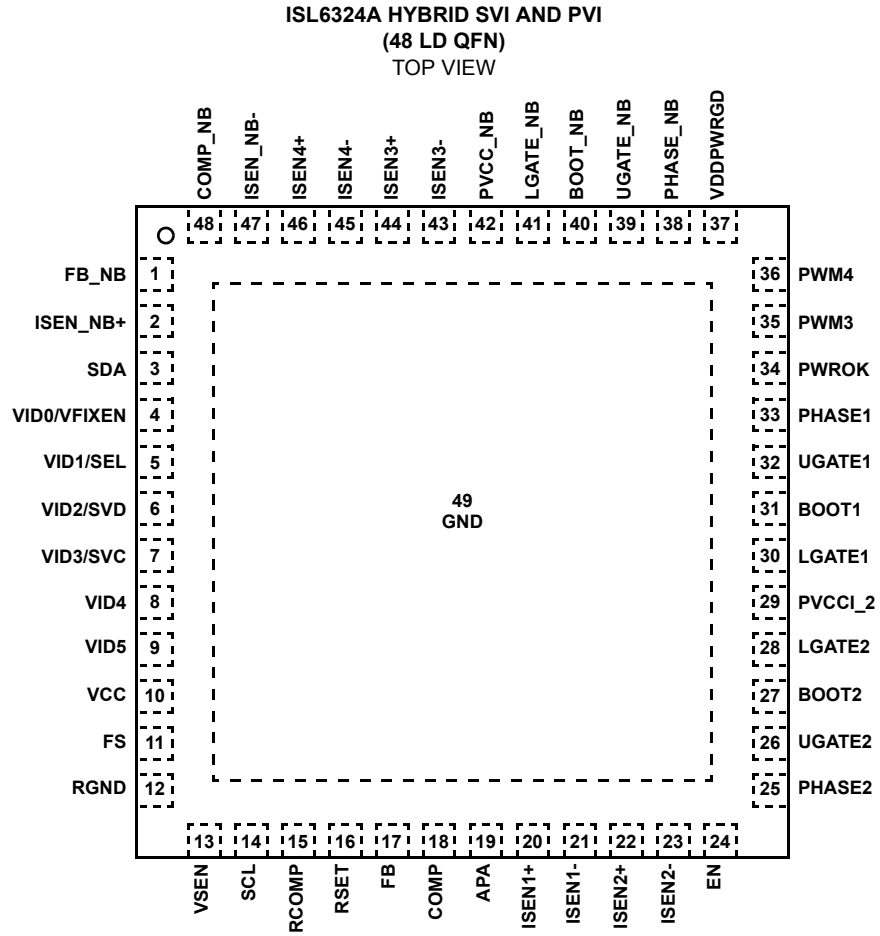 ISL6324A HYBRID SVI AND PVI
(48 LD QFN)
TOP VIEW
COMP_NB
ISEN_NB-
ISEN4+
ISEN4-
ISEN3+
ISEN3-
PVCC_NB
LGATE_NB
BOOT_NB
UGATE_NB
PHASE_NB
VDDPWRGD
48 47 46 45 44 43 42 41 40 39 38 37
FB_NB 1
36 PWM4
ISEN_NB+ 2
35 PWM3
SDA 3
34 PWROK
VID0/VFIXEN 4
33 PHASE1
VID1/SEL 5
32 UGATE1
VID2/SVD 6
31 BOOT1
VID3/SVC 7
30 LGATE1
VID4 8
29 PVCCI_2
VID5 9
28 LGATE2
VCC 10
27 BOOT2
FS 11
26 UGATE2
RGND 12
25 PHASE2
49
GND
13 14 15 16 17 18 19 20 21 22 23 24
VSEN
SCL
RCOMP
RSET
FB
COMP
APA
ISEN1+
ISEN1-
ISEN2+
ISEN2-
EN